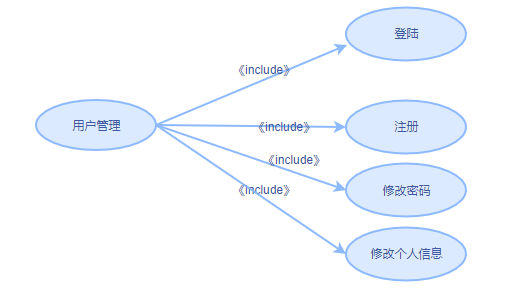 登陆
《include》
用户管理
《include》
注册
《include》
修改密码
《include》
修改个人信息